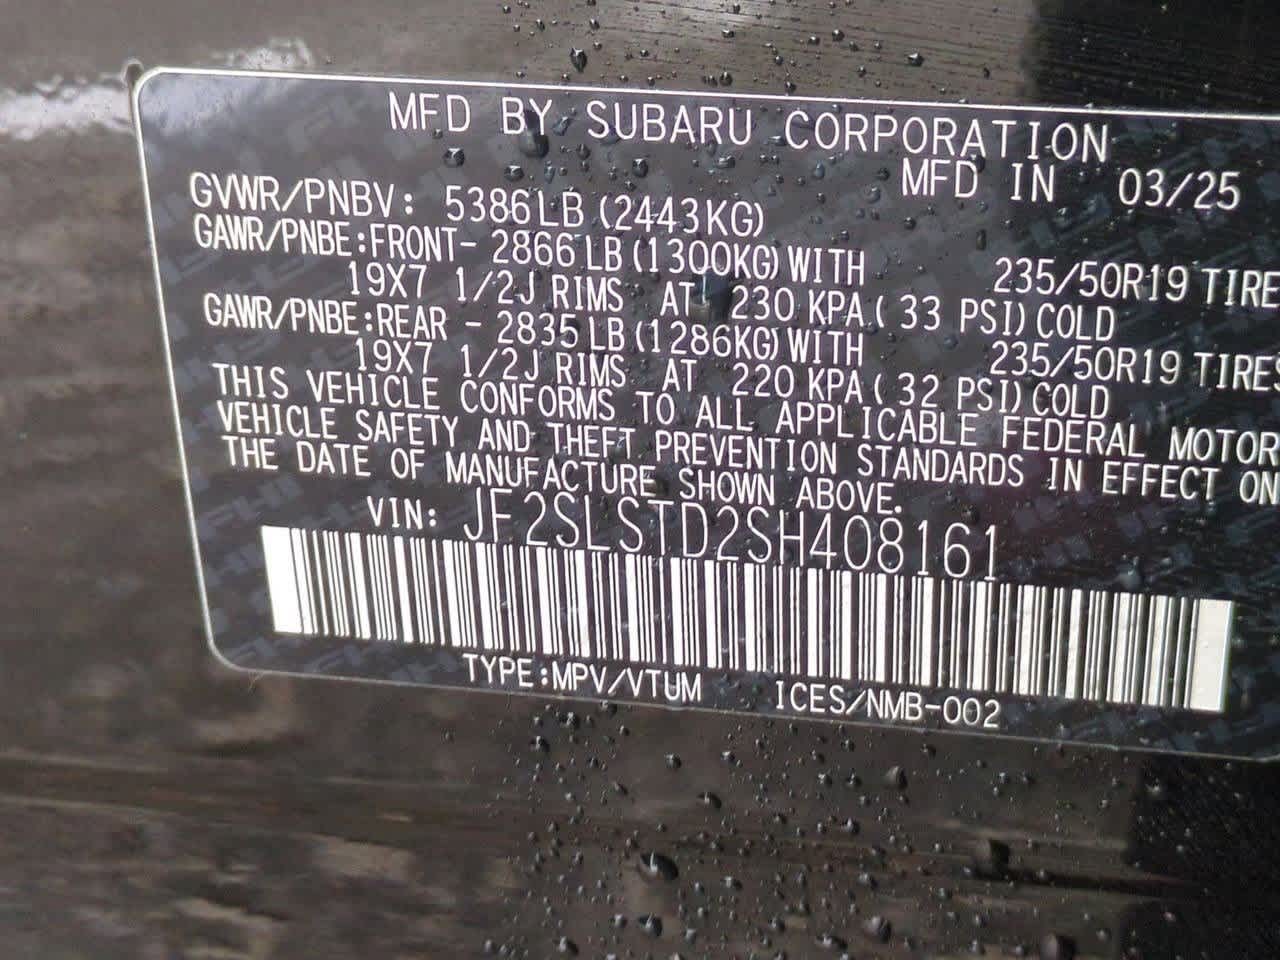 MFD BY SUBARU CORPORATION
MFD IN 03/25
GVWR/PNBV: 5386LB (2443KG)
GAWR/PNBE:FRONT- 2866LB (1300KG) WITH 235/50R19 TIRE
19X7 1/2J RIMS AT 230 KPA ( 33 PSI) COLD
GAWR/PNBE:REAR - 2835LB (1286KG) WITH 235/50R19 TIRES
19X7 1/2J RIMS AT 220 KPA ( 32 PSI) COLD
THIS VEHICLE CONFORMS TO ALL APPLICABLE FEDERAL MOTOR
VEHICLE SAFETY AND THEFT PREVENTION STANDARDS IN EFFECT ON
THE DATE OF MANUFACTURE SHOWN ABOVE.
VIN: JF2SLSTD2SH408161
TYPE:MPV/VTUM ICES/NMB-002